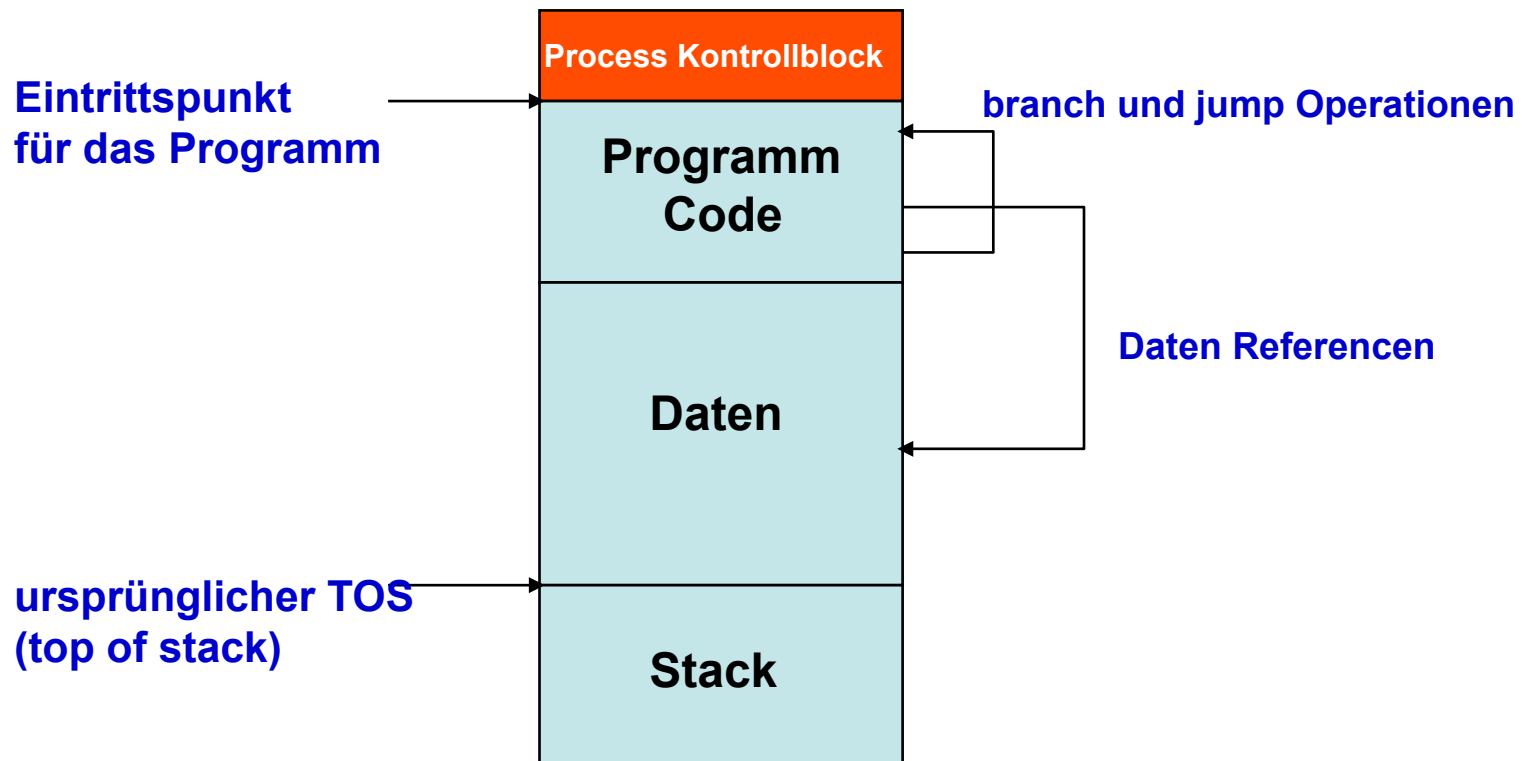 Process Kontrollblock
Eintrittspunkt
für das Programm
branch und jump Operationen
Programm
Code
Daten Referencen
Daten
ursprünglicher TOS
(top of stack)
Stack